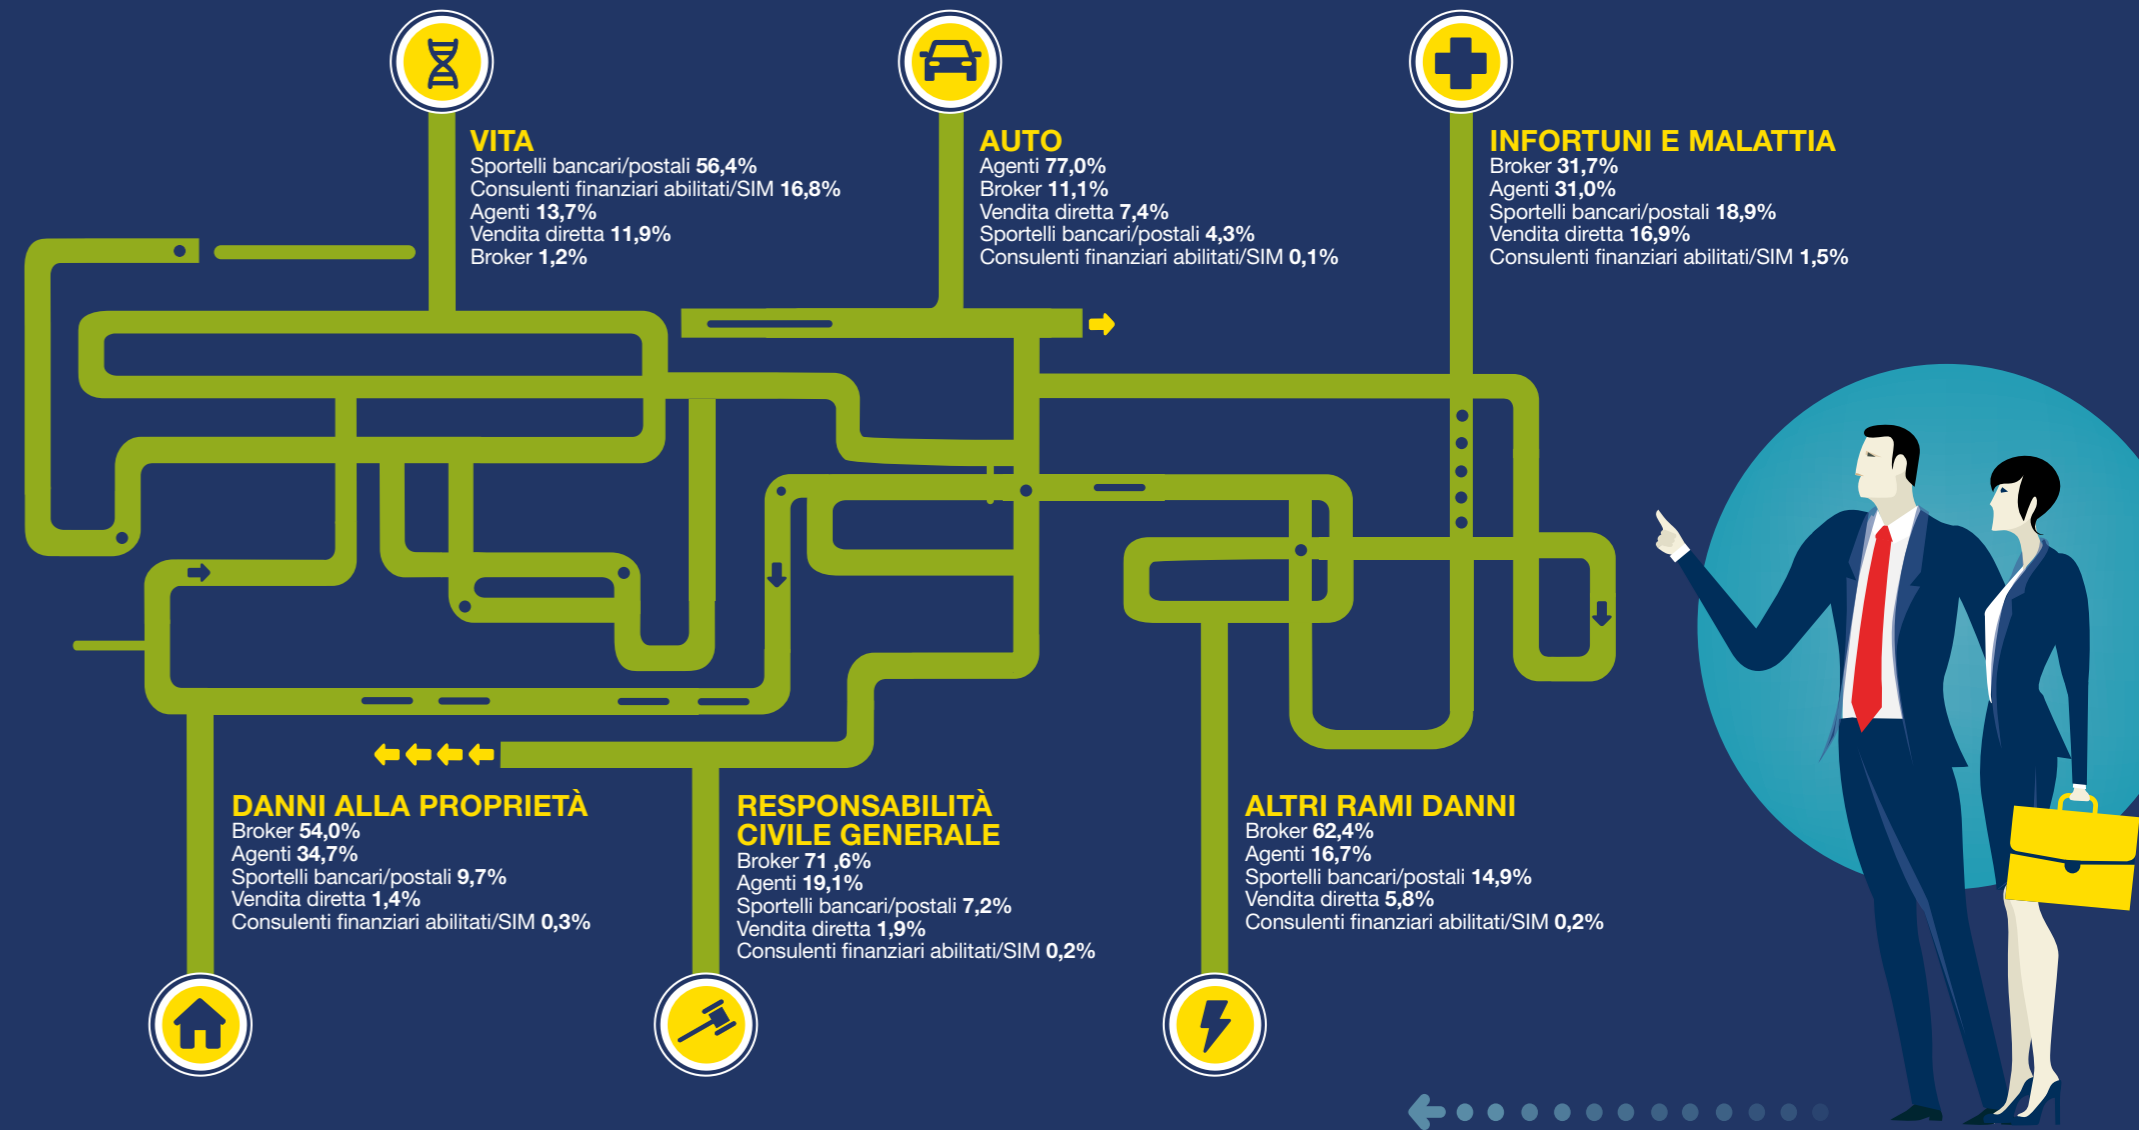 VITA
Sportelli bancari/postali 56,4%
Consulenti finanziari abilitati/SIM 16,8%
Agenti 13,7%
Vendita diretta 11,9%
Broker 1,2%
AUTO
Agenti 77,0%
Broker 11,1%
Vendita diretta 7,4%
Sportelli bancari/postali 4,3%
Consulenti finanziari abilitati/SIM 0,1%
INFORTUNI E MALATTIA
Broker 31,7%
Agenti 31,0%
Sportelli bancari/postali 18,9%
Vendita diretta 16,9%
Consulenti finanziari abilitati/SIM 1,5%
DANNI ALLA PROPRIETÀ
Broker 54,0%
Agenti 34,7%
Sportelli bancari/postali 9,7%
Vendita diretta 1,4%
Consulenti finanziari abilitati/SIM 0,3%
RESPONSABILITÀ
CIVILE GENERALE
Broker 71 ,6%
Agenti 19,1%
Sportelli bancari/postali 7,2%
Vendita diretta 1,9%
Consulenti finanziari abilitati/SIM 0,2%
ALTRI RAMI DANNI
Broker 62,4%
Agenti 16,7%
Sportelli bancari/postali 14,9%
Vendita diretta 5,8%
Consulenti finanziari abilitati/SIM 0,2%